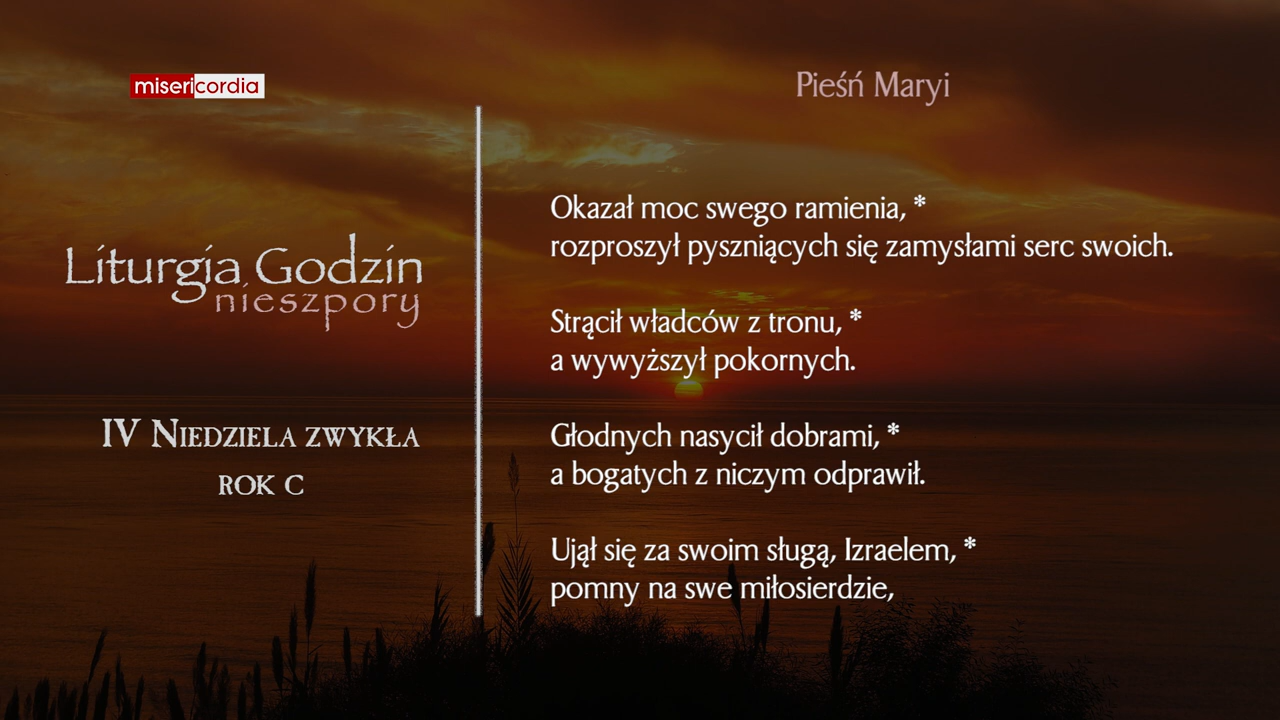 misericordia
Pieśń Maryi
Liturgia Godzin
nieszpory
IV Niedziela zwykła
rok C
Okazał moc swego ramienia, *
rozproszył pyszniących się zamysłami serc swoich.
Strącił władców z tronu, *
a wywyższył pokornych.
Głodnych nasycił dobrami, *
a bogatych z niczym odprawił.
Ujął się za swoim sługą, Izraelem, *
pomny na swe miłosierdzie,